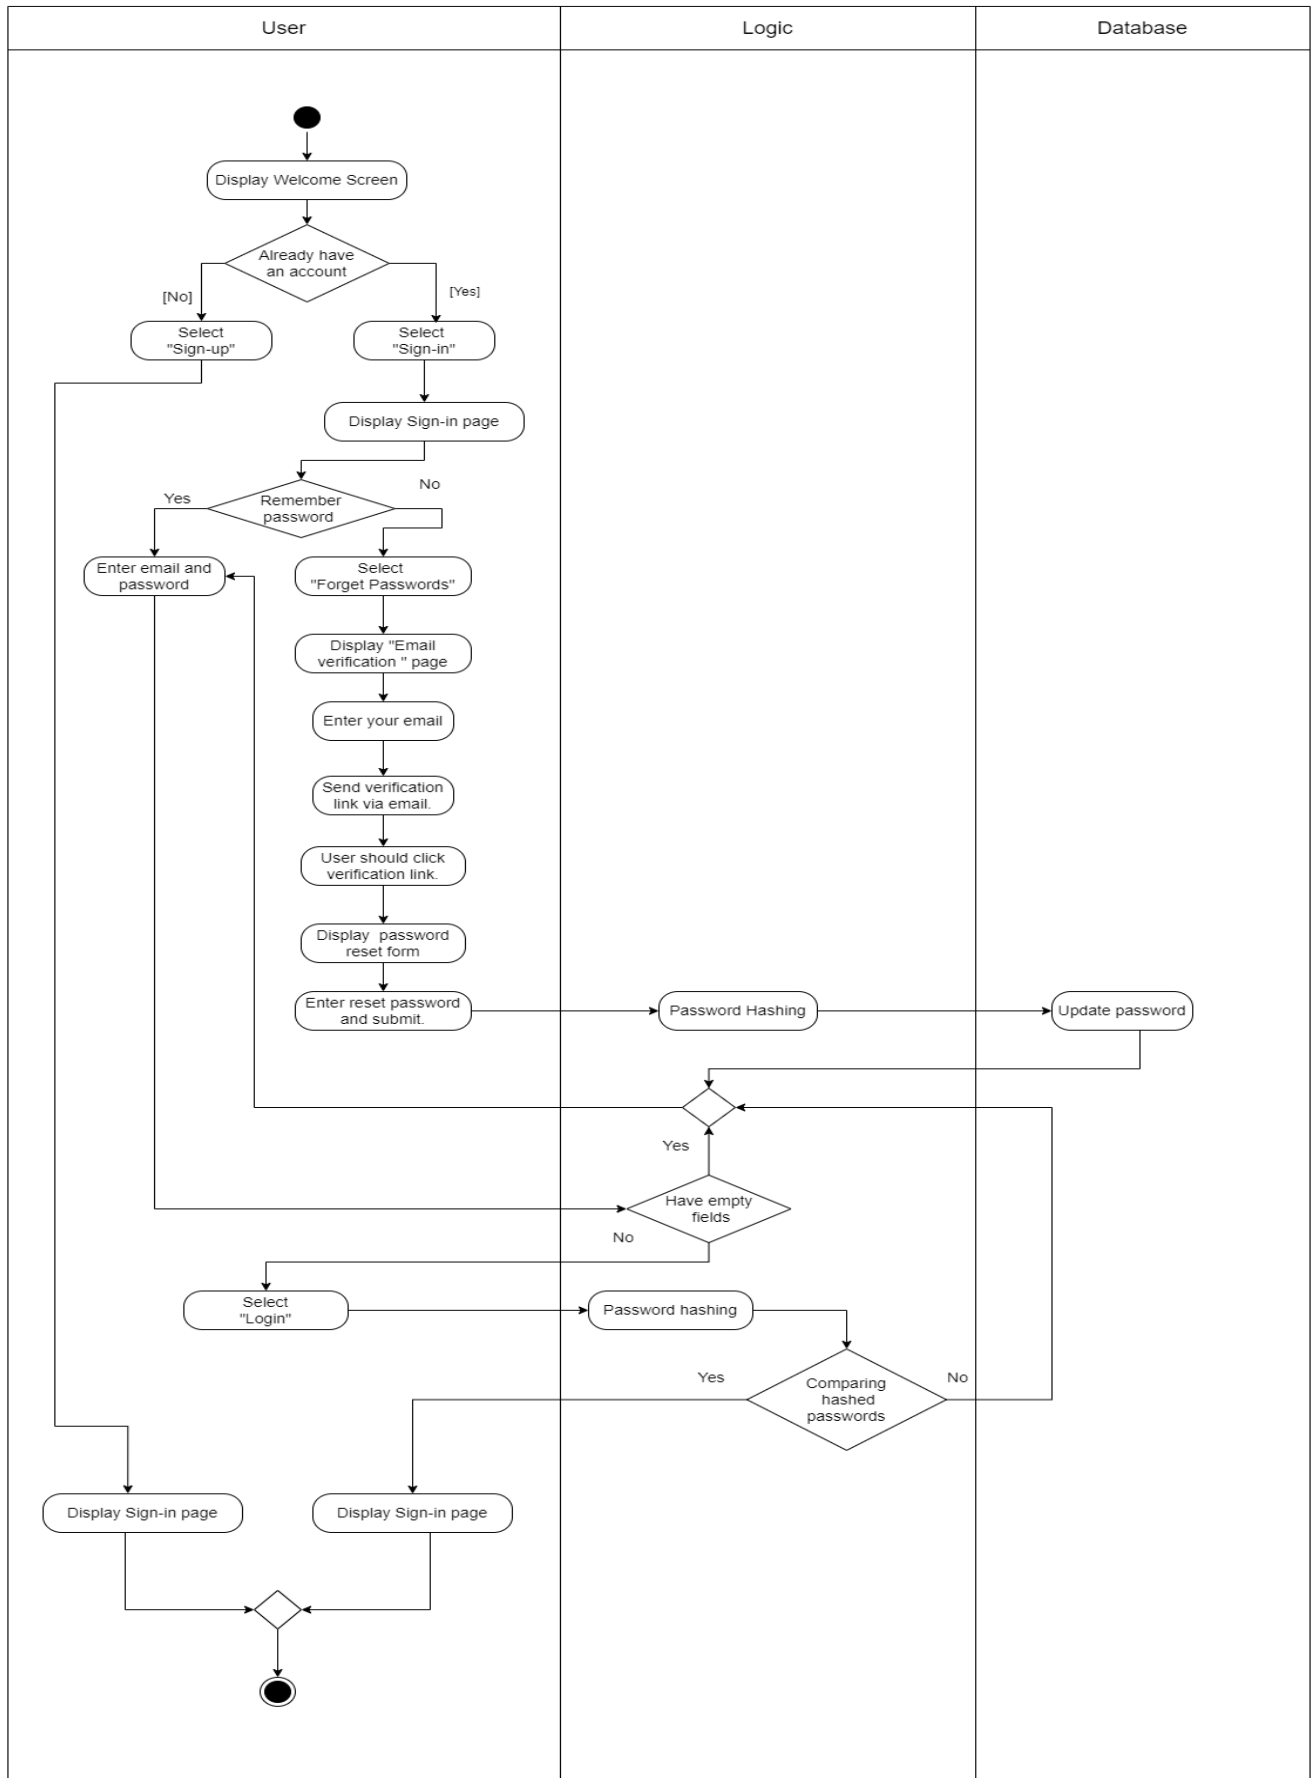 User
Logic
Database
Display Welcome Screen
Already have
an account
[No]
[Yes]
Select
"Sign-up"
Select
"Sign-in"
Display Sign-in page
Remember
password
Yes
No
Enter email and
password
Select
"Forget Passwords"
Display "Email
verification " page
Enter your email
Send verification
link via email.
User should click
verification link.
Display  password
reset form
Enter reset password
and submit.
Password Hashing
Update password
Yes
Have empty
fields
No
Select
"Login"
Password hashing
Comparing
hashed
passwords
Yes
No
Display Sign-in page
Display Sign-in page